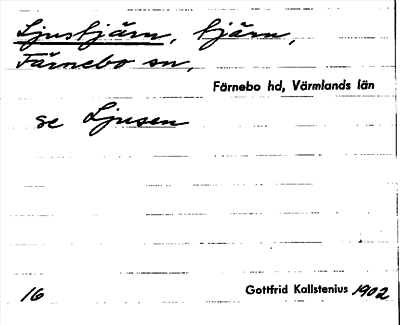 Ljustjärn, tjärn,
Färnebo sn,
Färnebo hd, Värmlands län
se Ljusen
16 Gottfrid Kallstenius 1902